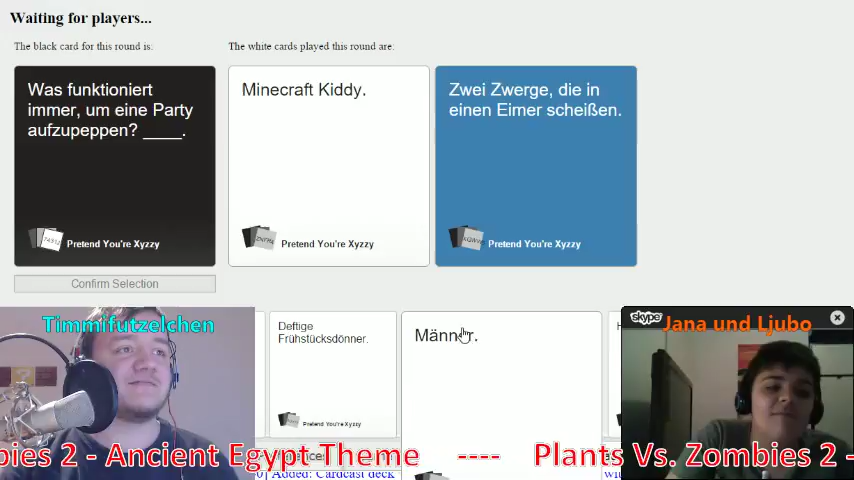 Waiting for players...
The black card for this round is:
The white cards played this round are:
Was funktioniert
immer, um eine Party
aufzupeppen? ____.
Pretend You're Xyzzy
Minecraft Kiddy.
Pretend You're Xyzzy
Zwei Zwerge, die in
einen Eimer scheißen.
Pretend You're Xyzzy
Confirm Selection
Timmifutzelchen
Deftige
Frühstücksdönner.
Pretend You're Xyzzy
Männer.
skype
Jana und Ljubo
bies 2 - Ancient Egypt Theme ---- Plants Vs. Zombies 2 -
Added: Cardcast deck